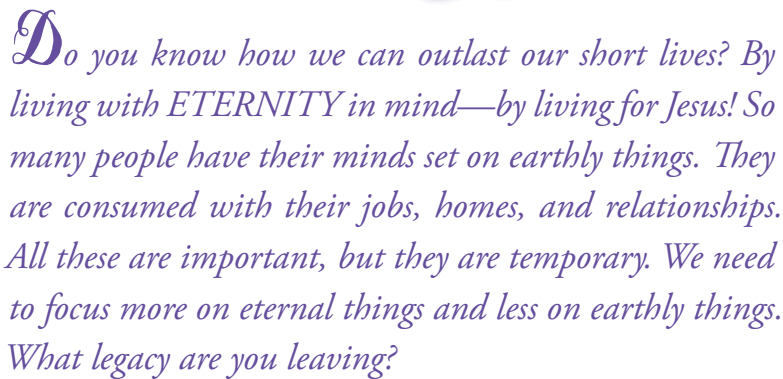 Do you know how we can outlast our short lives? By
living with ETERNITY in mind—by living for Jesus! So
many people have their minds set on earthly things. They
are consumed with their jobs, homes, and relationships.
All these are important, but they are temporary. We need
to focus more on eternal things and less on earthly things.
What legacy are you leaving?